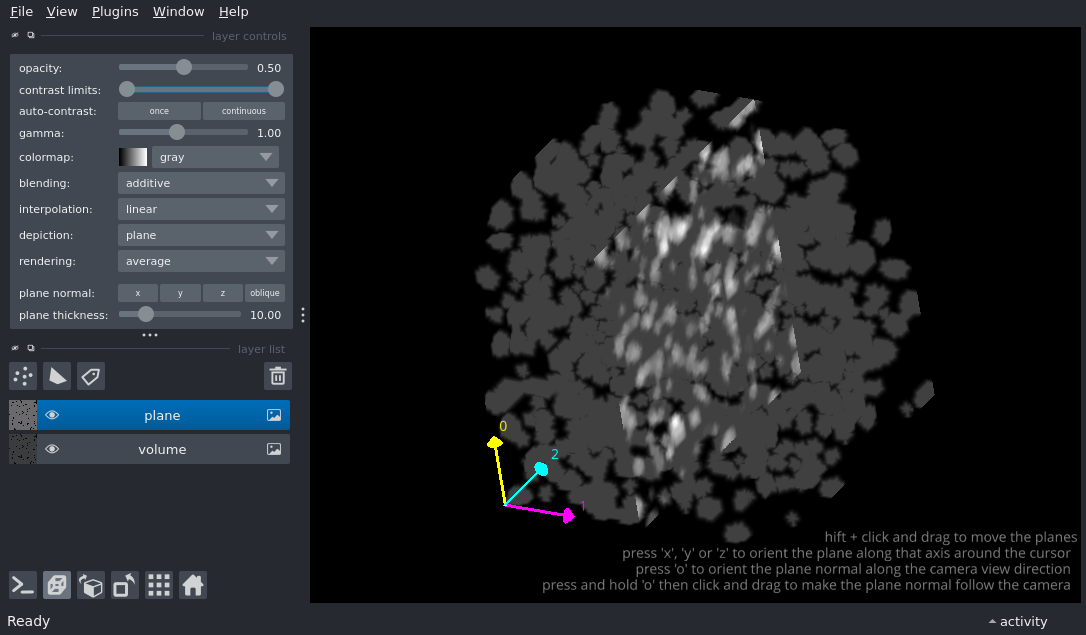 File View Plugins Window Help
layer controls
opacity: 0.50
contrast limits:
auto-contrast: once continuous
gamma: 1.00
colormap: gray
blending: additive
interpolation: linear
depiction: plane
rendering: average
plane normal: x y z oblique
plane thickness: 10.00
layer list
plane
volume
0
2
1
hift + click and drag to move the planes
press 'x', 'y' or 'z' to orient the plane along that axis around the cursor
press 'o' to orient the plane normal along the camera view direction
press and hold 'o' then click and drag to make the plane normal follow the camera
Ready
activity